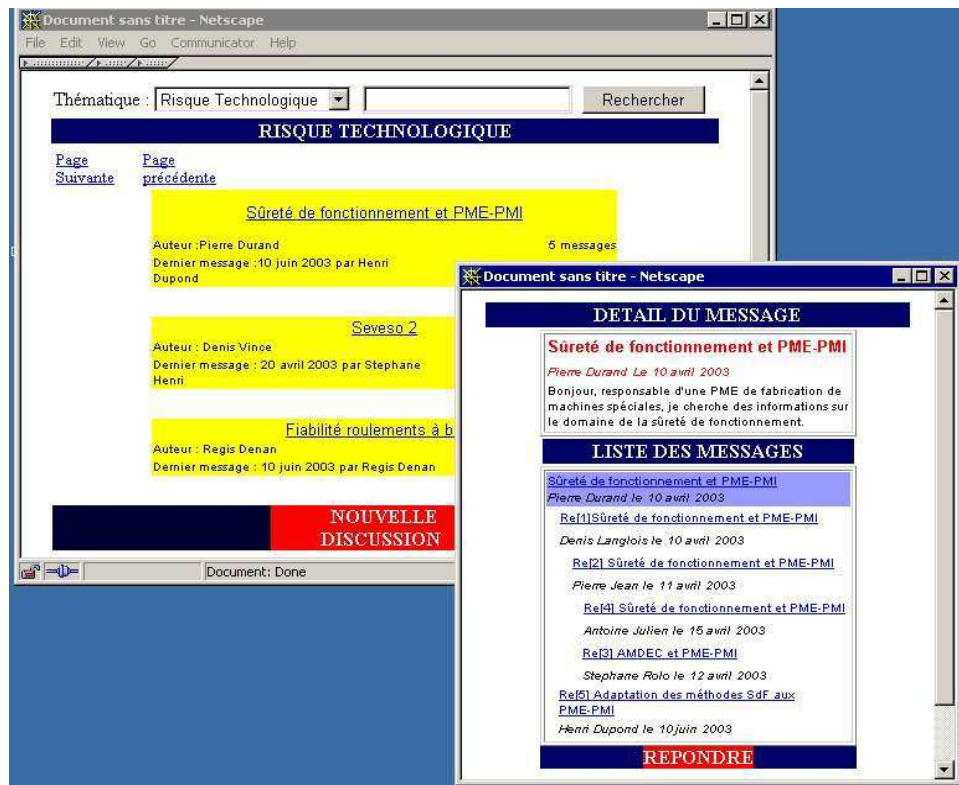 Document sans titre - Netscape
File Edit View Go Communicator Help
Thématique : Risque Technologique Rechercher
RISQUE TECHNOLOGIQUE
Page Page
Suivante précédente
Sûreté de fonctionnement et PME-PMI
Auteur :Pierre Durand 5 messages
Dernier message :10 juin 2003 par Henri
Dupond
Seveso 2
Auteur : Denis Vince
Dernier message : 20 avril 2003 par Stephane
Henri
Fiabilité roulements à b
Auteur : Regis Denan
Dernier message : 10 juin 2003 par Regis Denan
NOUVELLE
DISCUSSION
Document: Done
Document sans titre - Netscape
DETAIL DU MESSAGE
Sûreté de fonctionnement et PME-PMI
Pierre Durand Le 10 avril 2003
Bonjour, responsable d'une PME de fabrication de
machines spéciales, je cherche des informations sur
le domaine de la sûreté de fonctionnement.
LISTE DES MESSAGES
Sûreté de fonctionnement et PME-PMI
Pierre Durand le 10 avril 2003
Re[1]Sûreté de fonctionnement et PME-PMI
Denis Langlois le 10 avril 2003
Re[2] Sûreté de fonctionnement et PME-PMI
Pierre Jean le 11 avril 2003
Re[4] Sûreté de fonctionnement et PME-PMI
Antoine Julien le 15 avril 2003
Re[3] AMDEC et PME-PMI
Stephane Rolo le 12 avril 2003
Re[5] Adaptation des méthodes SdF aux
PME-PMI
Henri Dupond le 10 juin 2003
REPONDRE